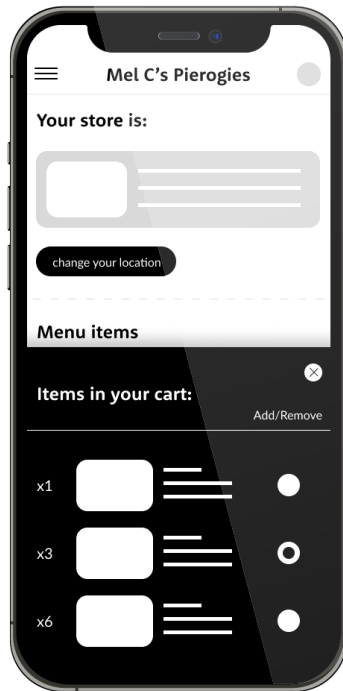 Mel C's Pierogies
Your store is:
change your location
Menu items
Items in your cart:
Add/Remove
x1
x3
x6